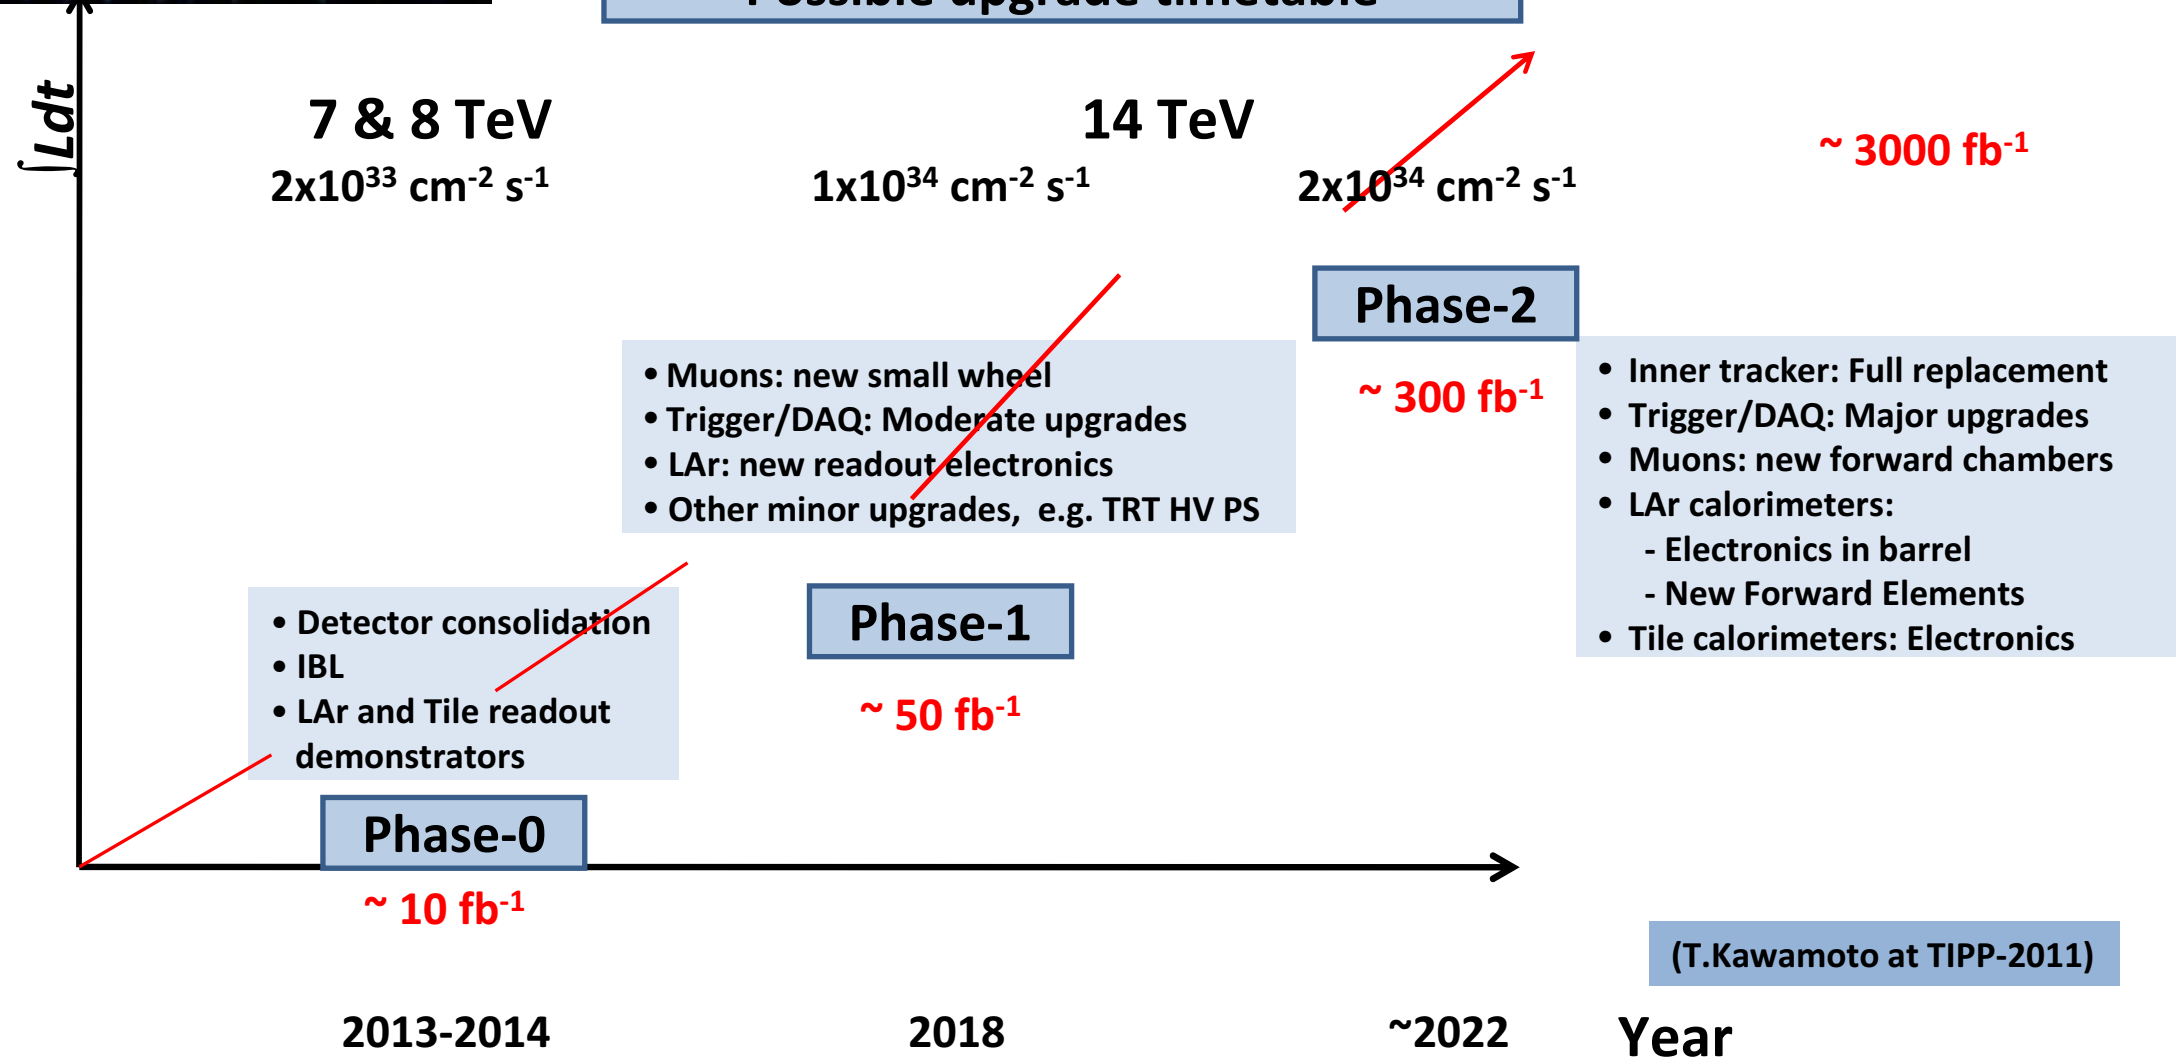 Possible upgrade timetable
∫Ldt
7 & 8 TeV
14 TeV
2x10³³ cm⁻² s⁻¹
1x10³⁴ cm⁻² s⁻¹
2x10³⁴ cm⁻² s⁻¹
~ 3000 fb⁻¹
Phase-2
~ 300 fb⁻¹
• Muons: new small wheel
• Trigger/DAQ: Moderate upgrades
• LAr: new readout electronics
• Other minor upgrades, e.g. TRT HV PS
• Inner tracker: Full replacement
• Trigger/DAQ: Major upgrades
• Muons: new forward chambers
• LAr calorimeters:
- Electronics in barrel
- New Forward Elements
• Tile calorimeters: Electronics
• Detector consolidation
• IBL
• LAr and Tile readout
demonstrators
Phase-1
~ 50 fb⁻¹
Phase-0
~ 10 fb⁻¹
(T.Kawamoto at TIPP-2011)
2013-2014
2018
~2022
Year